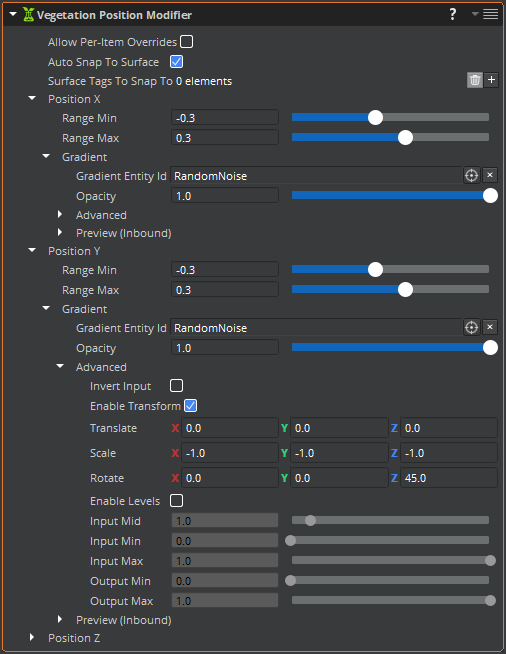 Vegetation Position Modifier ?
Allow Per-Item Overrides
Auto Snap To Surface
Surface Tags To Snap To 0 elements +
Position X
Range Min -0.3
Range Max 0.3
Gradient
Gradient Entity Id RandomNoise
Opacity 1.0
Advanced
Preview (Inbound)
Position Y
Range Min -0.3
Range Max 0.3
Gradient
Gradient Entity Id RandomNoise
Opacity 1.0
Advanced
Invert Input
Enable Transform
Translate X 0.0 Y 0.0 Z 0.0
Scale X -1.0 Y -1.0 Z -1.0
Rotate X 0.0 Y 0.0 Z 45.0
Enable Levels
Input Mid 1.0
Input Min 0.0
Input Max 1.0
Output Min 0.0
Output Max 1.0
Preview (Inbound)
Position Z